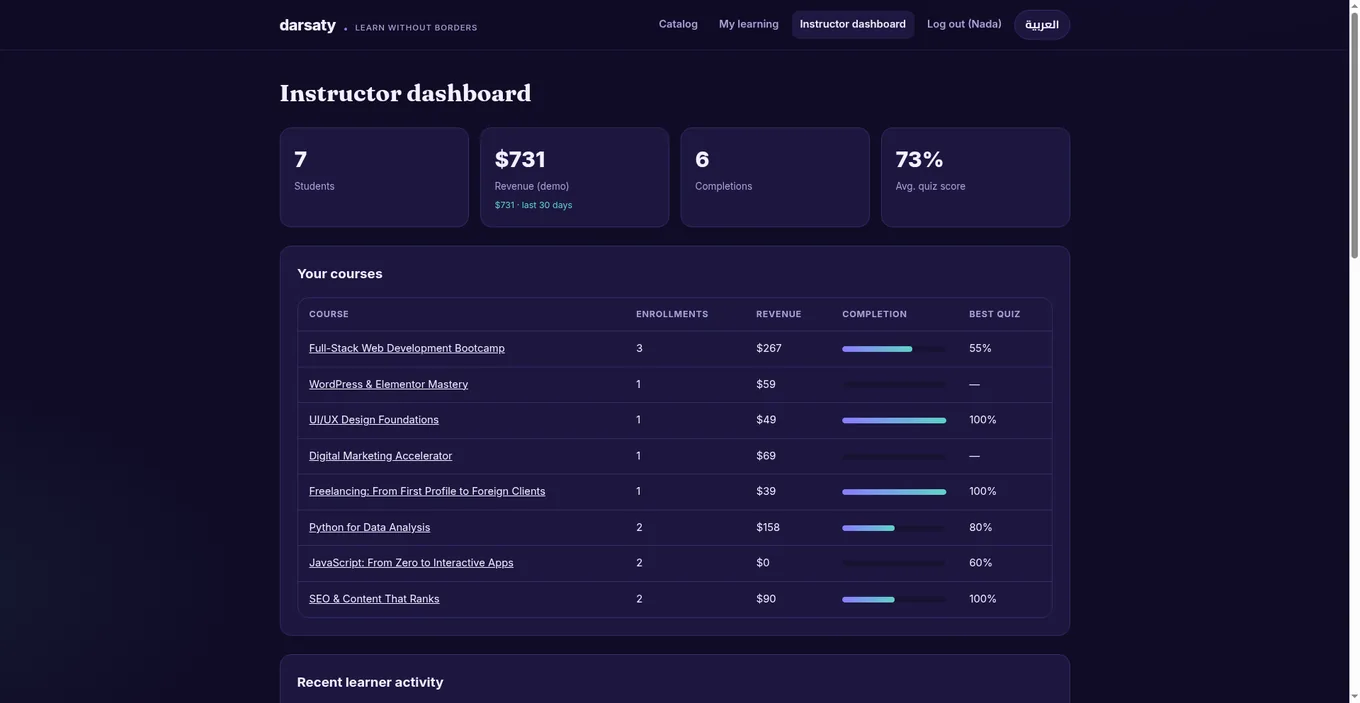 darsaty . LEARN WITHOUT BORDERS Catalog My learning Instructor dashboard Log out (Nada) العربية
Instructor dashboard
7 $731 6 73%
Students Revenue (demo) Completions Avg. quiz score
$731 · last 30 days
Your courses
COURSE ENROLLMENTS REVENUE COMPLETION BEST QUIZ
Full-Stack Web Development Bootcamp 3 $267 55%
WordPress & Elementor Mastery 1 $59 —
UI/UX Design Foundations 1 $49 100%
Digital Marketing Accelerator 1 $69 —
Freelancing: From First Profile to Foreign Clients 1 $39 100%
Python for Data Analysis 2 $158 80%
JavaScript: From Zero to Interactive Apps 2 $0 60%
SEO & Content That Ranks 2 $90 100%
Recent learner activity